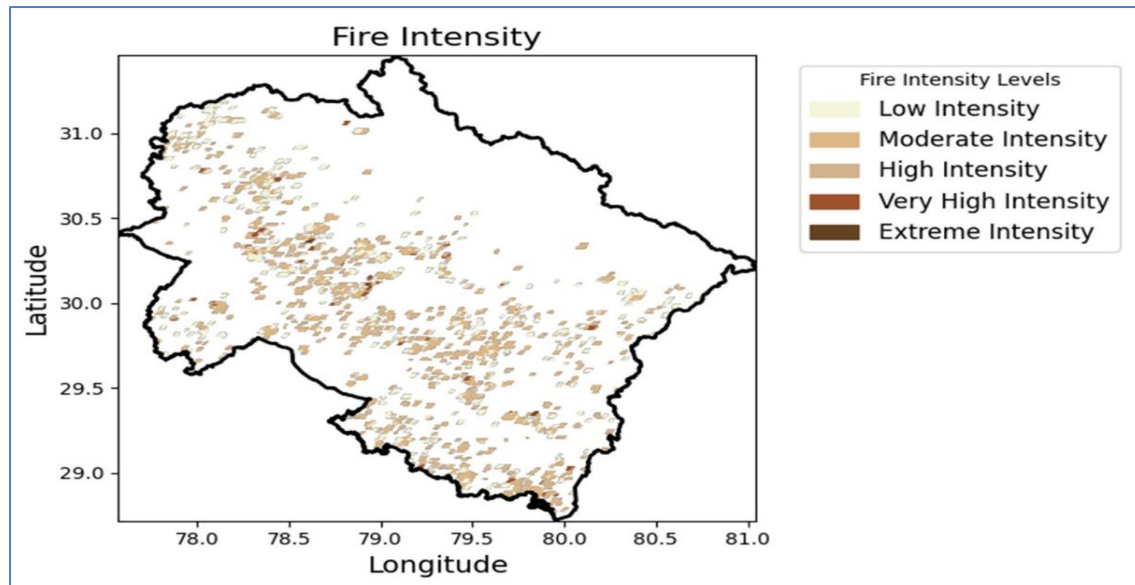 Fire Intensity
Fire Intensity Levels
Low Intensity
Moderate Intensity
High Intensity
Very High Intensity
Extreme Intensity
Latitude
31.0
30.5
30.0
29.5
29.0
78.0 78.5 79.0 79.5 80.0 80.5 81.0
Longitude